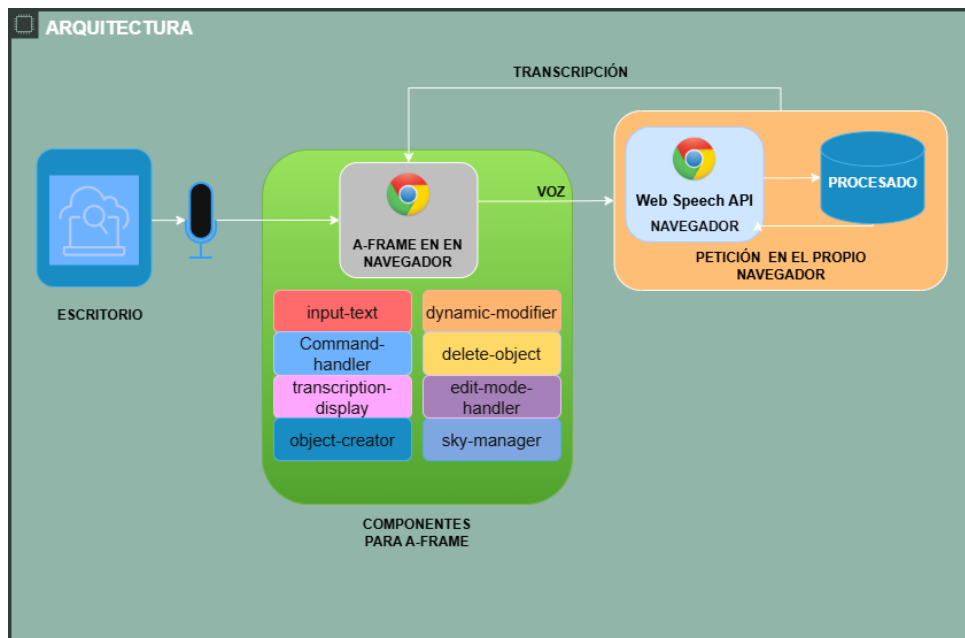 ARQUITECTURA
TRANSCRIPCIÓN
ESCRITORIO
A-FRAME EN EN
NAVEGADOR
VOZ
Web Speech API
NAVEGADOR
PROCESADO
PETICIÓN EN EL PROPIO
NAVEGADOR
input-text
dynamic-modifier
Command-
handler
delete-object
transcription-
display
edit-mode-
handler
object-creator
sky-manager
COMPONENTES
PARA A-FRAME